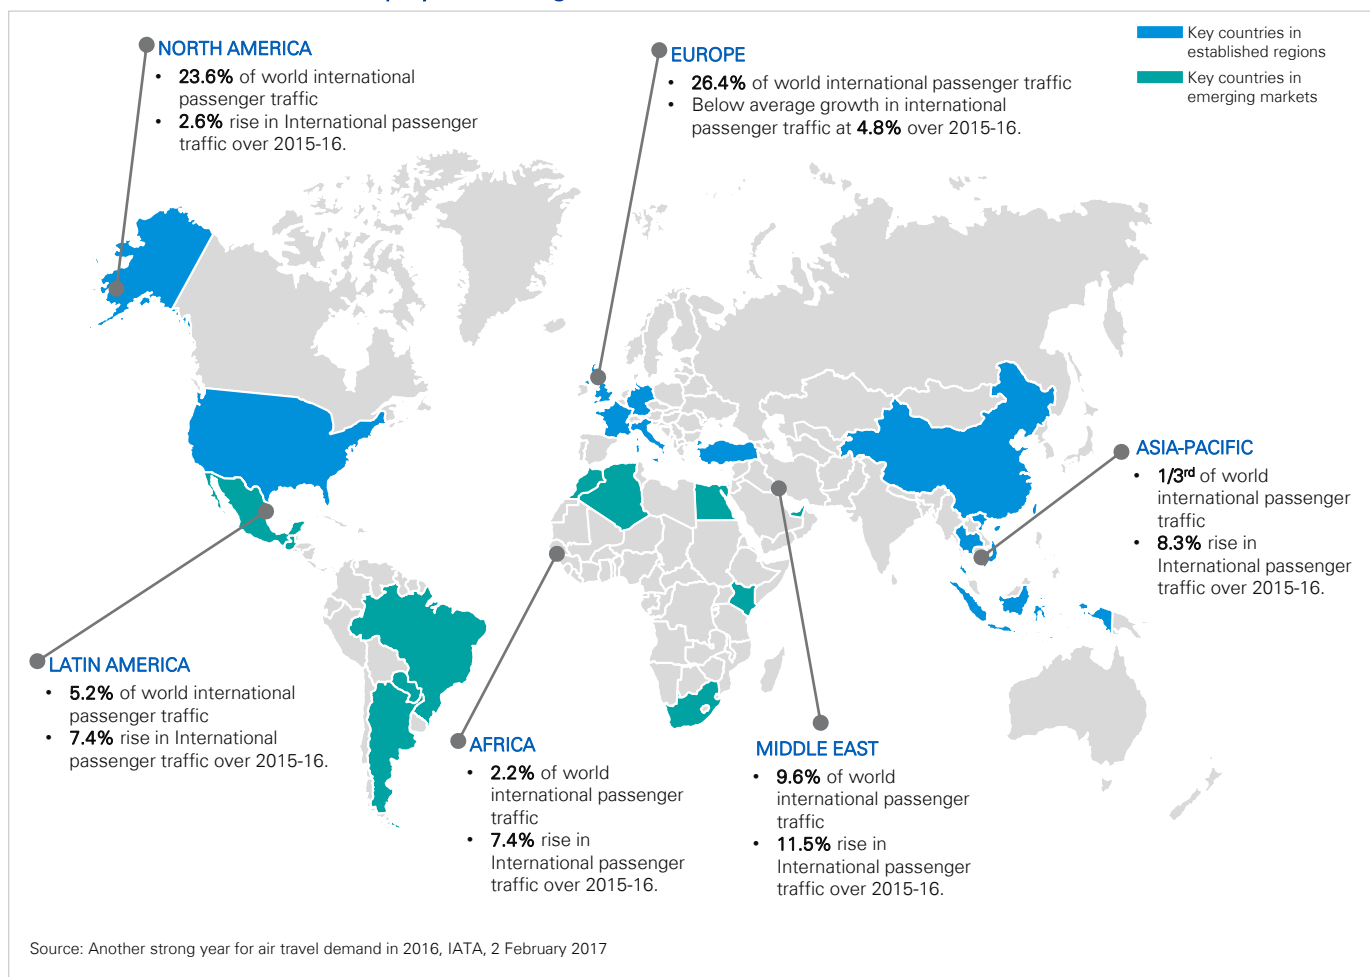 NORTH AMERICA
• 23.6% of world international
passenger traffic
• 2.6% rise in International passenger
traffic over 2015-16.
EUROPE
• 26.4% of world international passenger traffic
• Below average growth in international
passenger traffic at 4.8% over 2015-16.
Key countries in
established regions
Key countries in
emerging markets
ASIA-PACIFIC
• 1/3rd of world
international passenger
traffic
• 8.3% rise in
International passenger
traffic over 2015-16.
LATIN AMERICA
• 5.2% of world international
passenger traffic
• 7.4% rise in International
passenger traffic over 2015-16.
AFRICA
• 2.2% of world
international passenger
traffic
• 7.4% rise in
International passenger
traffic over 2015-16.
MIDDLE EAST
• 9.6% of world
international passenger
traffic
• 11.5% rise in
International passenger
traffic over 2015-16.
Source: Another strong year for air travel demand in 2016, IATA, 2 February 2017